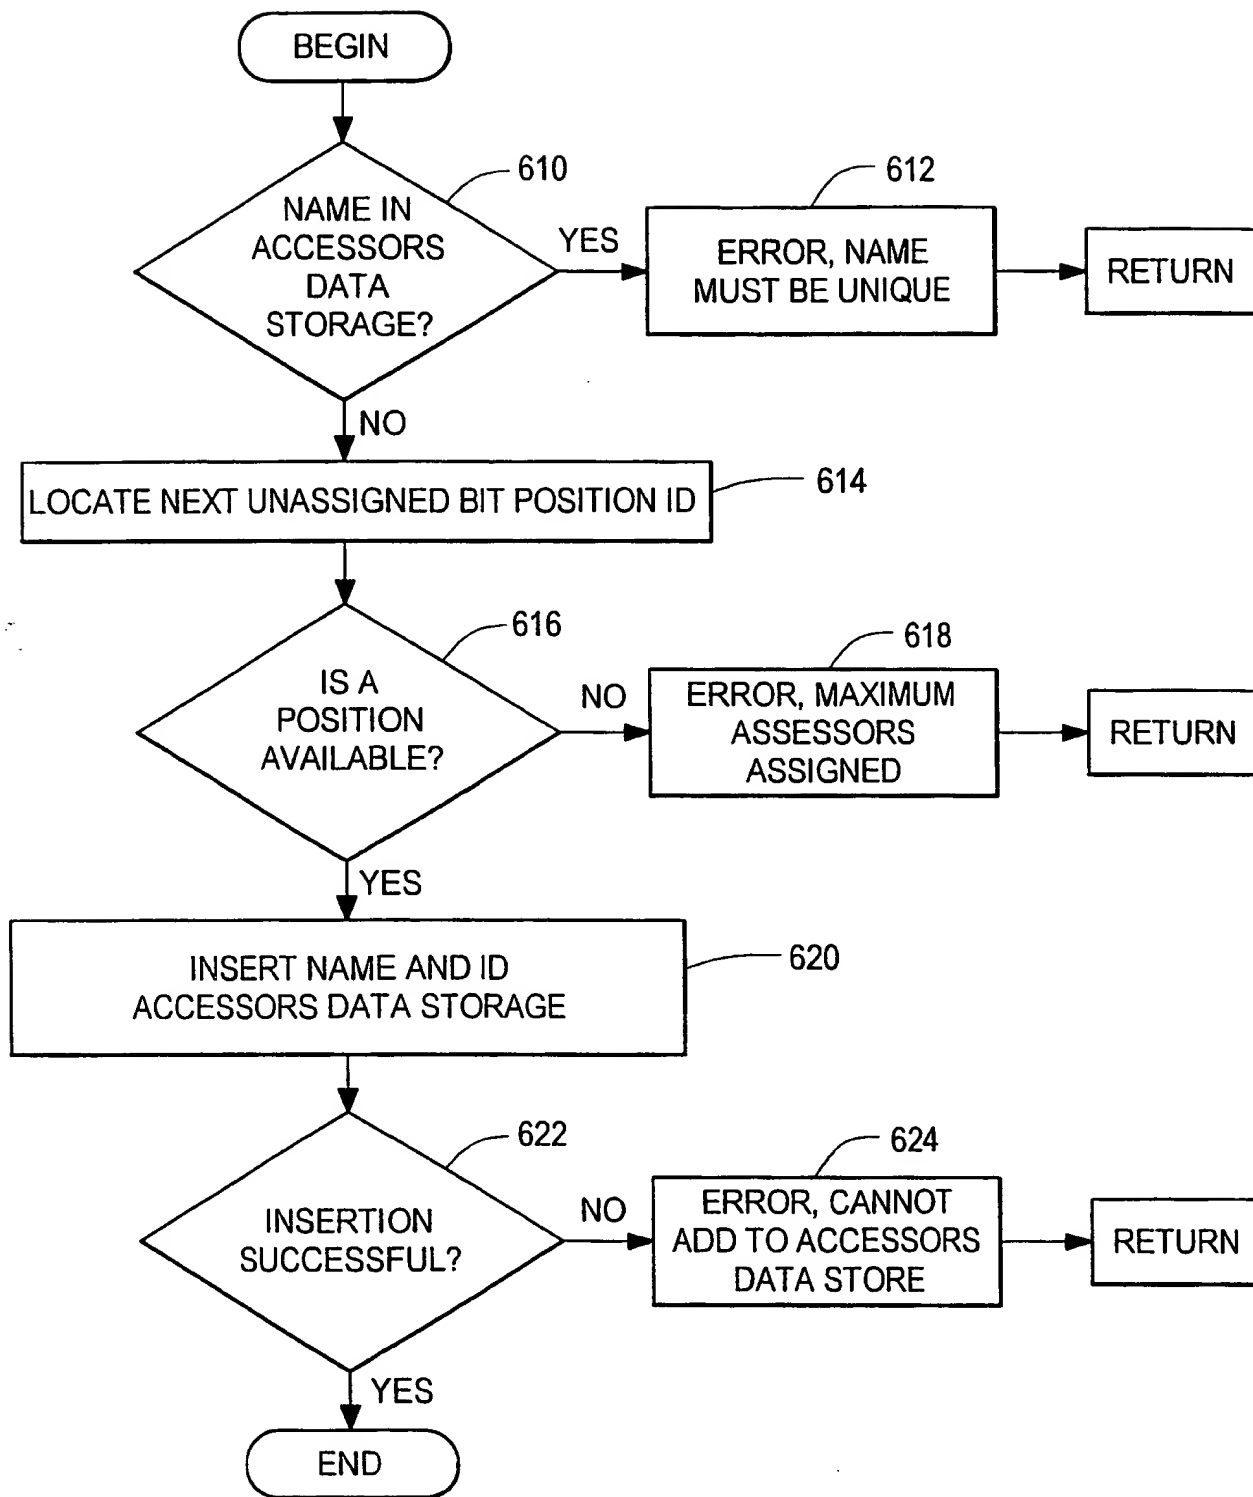 BEGIN
610
NAME IN
ACCESSORS
DATA
STORAGE?
YES
612
ERROR, NAME
MUST BE UNIQUE
RETURN
NO
LOCATE NEXT UNASSIGNED BIT POSITION ID
614
616
IS A
POSITION
AVAILABLE?
NO
618
ERROR, MAXIMUM
ASSESSORS
ASSIGNED
RETURN
YES
INSERT NAME AND ID
ACCESSORS DATA STORAGE
620
622
INSERTION
SUCCESSFUL?
NO
624
ERROR, CANNOT
ADD TO ACCESSORS
DATA STORE
RETURN
YES
END